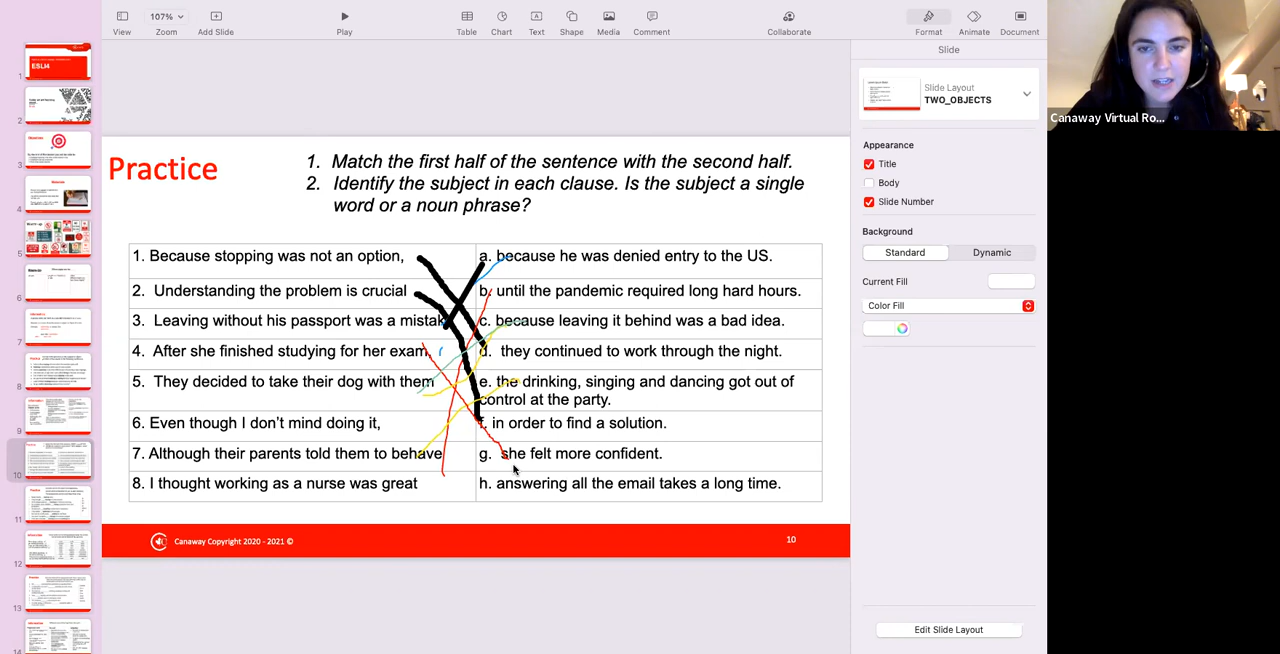 107%
View Zoom Add Slide Play Table Chart Text Shape Media Comment Collaborate Format Animate Document
Slide
Slide Layout
TWO_OBJECTS
Canaway Virtual Ro...
Appearance
Title
Body
Slide Number
Background
Standard Dynamic
Current Fill
Color Fill
Edit Slide Layout
1
ESLI4
2
3
4
5
6
7
8
9
10
11
12
13
14
Practice
1. Match the first half of the sentence with the second half.
2. Identify the subject in each clause. Is the subject a single
word or a noun phrase?
1. Because stopping was not an option, a. because he was denied entry to the US.
2. Understanding the problem is crucial b. until the pandemic required long hard hours.
3. Leaving without his passport was a mistake c. because leaving it behind was a bad idea.
4. After she finished studying for her exam, d. they continued to work through the night.
5. They decided to take their dog with them the drinking, singing and dancing got out of
control at the party.
6. Even though I don't mind doing it, f. in order to find a solution.
7. Although their parents told them to behave she felt more confident.
8. I thought working as a nurse was great h. answering all the email takes a long time.
Canaway Copyright 2020 - 2021 ©
10